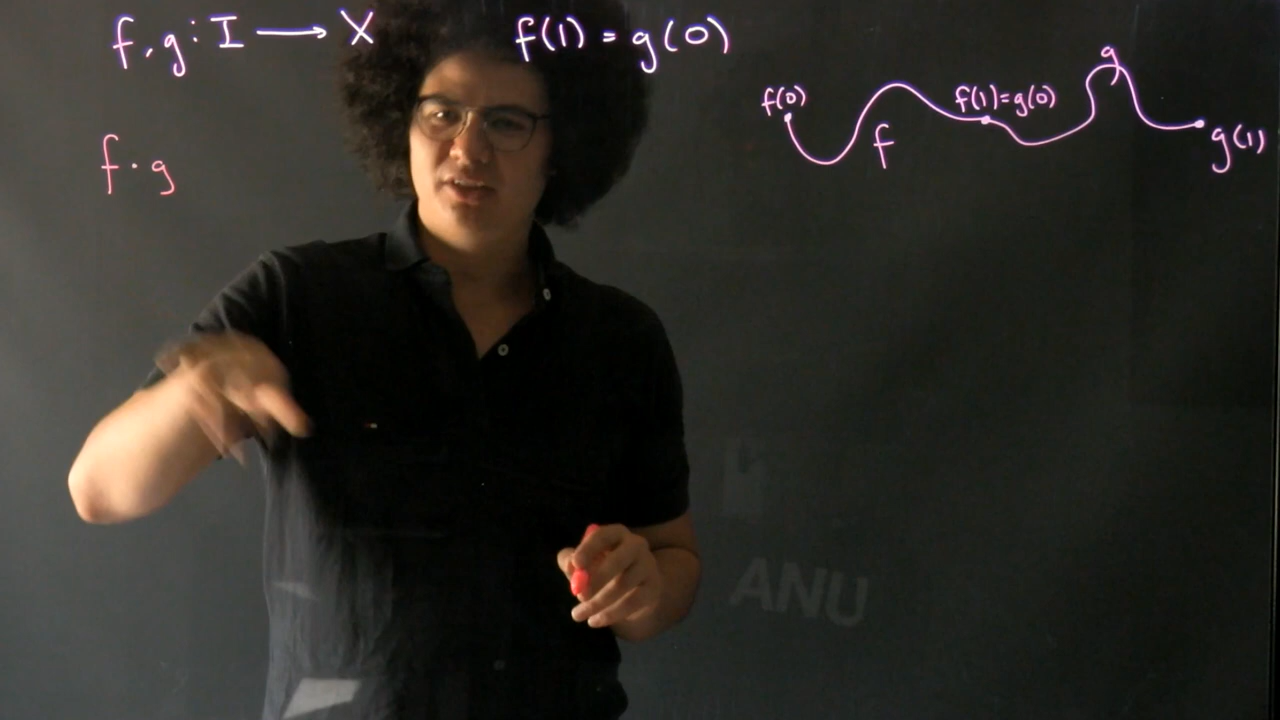 f, g : I ⟶ X f(1) = g(0)
f(0) f f(1)=g(0) g g(1)
f · g
ANU